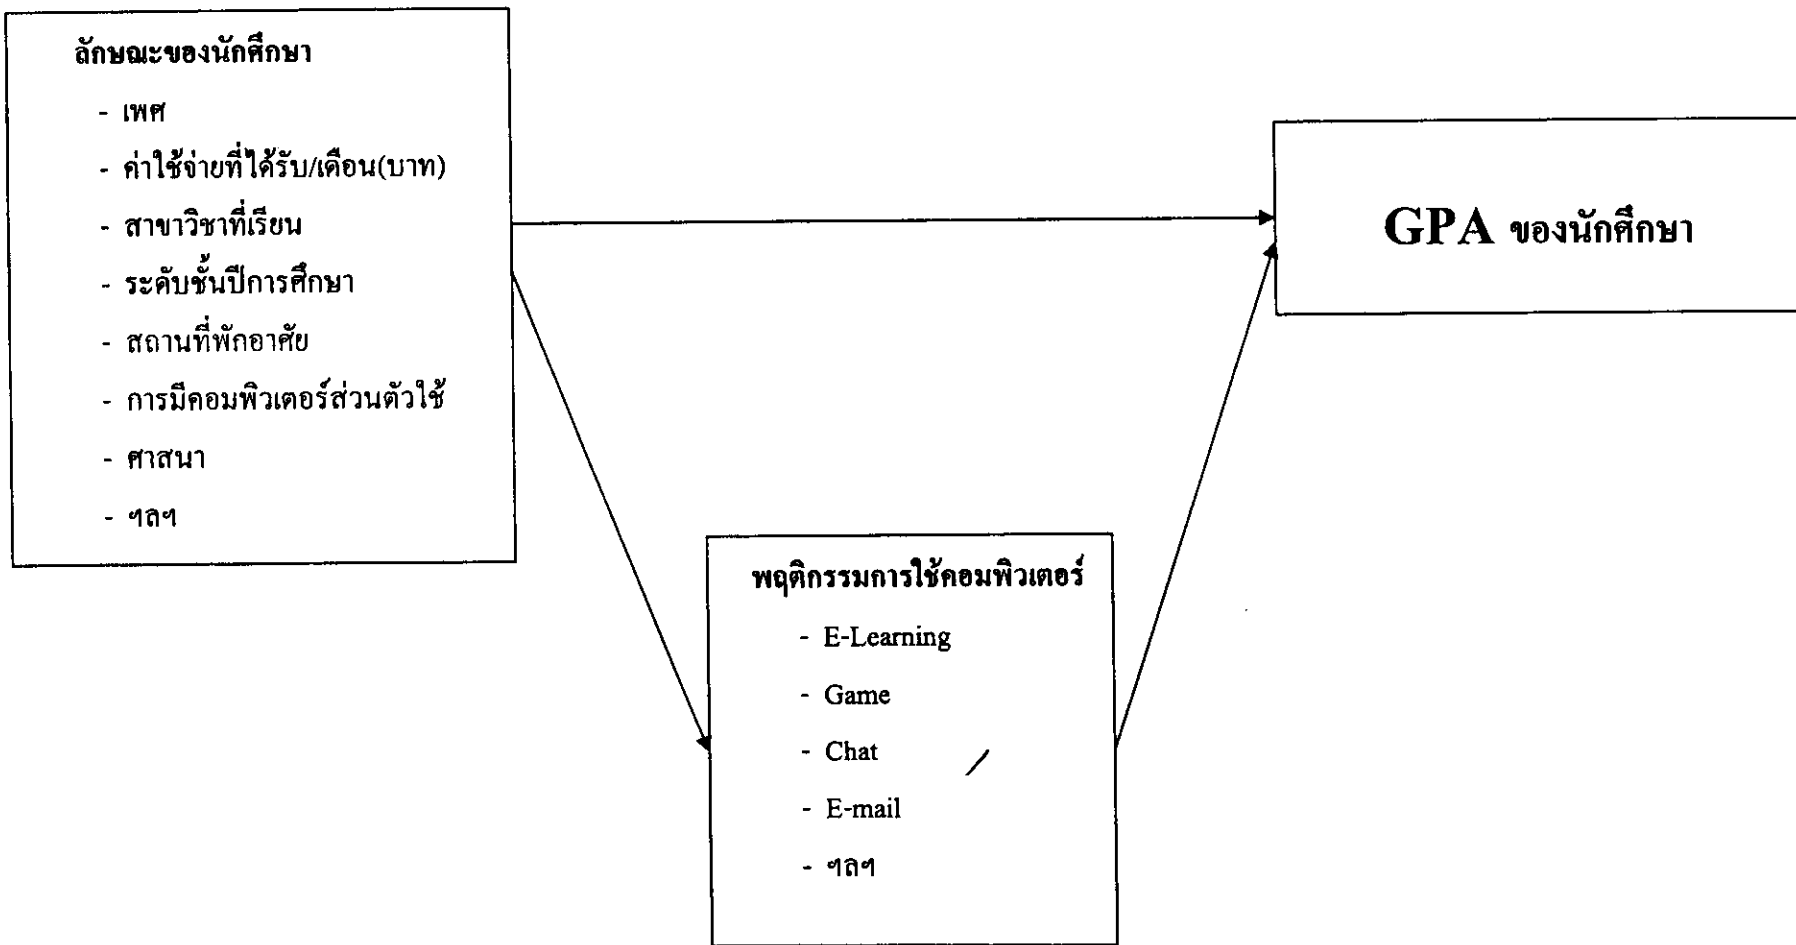 ลักษณะของนักศึกษา
- เพศ
- ค่าใช้จ่ายที่ได้รับ/เดือน(บาท)
- สาขาวิชาที่เรียน
- ระดับชั้นปีการศึกษา
- สถานที่พักอาศัย
- การมีคอมพิวเตอร์ส่วนตัวใช้
- ศาสนา
- ฯลฯ
GPA ของนักศึกษา
พฤติกรรมการใช้คอมพิวเตอร์
- E-Learning
- Game
- Chat
- E-mail
- ฯลฯ